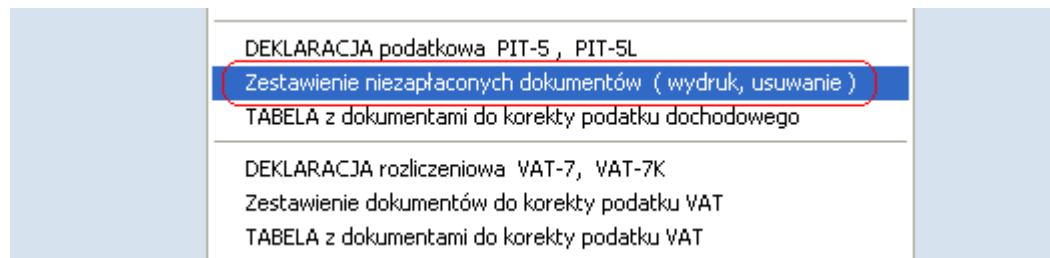 DEKLARACJA podatkowa PIT-5 , PIT-5L
Zestawienie niezapłaconych dokumentów ( wydruk, usuwanie )
TABELA z dokumentami do korekty podatku dochodowego
DEKLARACJA rozliczeniowa VAT-7, VAT-7K
Zestawienie dokumentów do korekty podatku VAT
TABELA z dokumentami do korekty podatku VAT